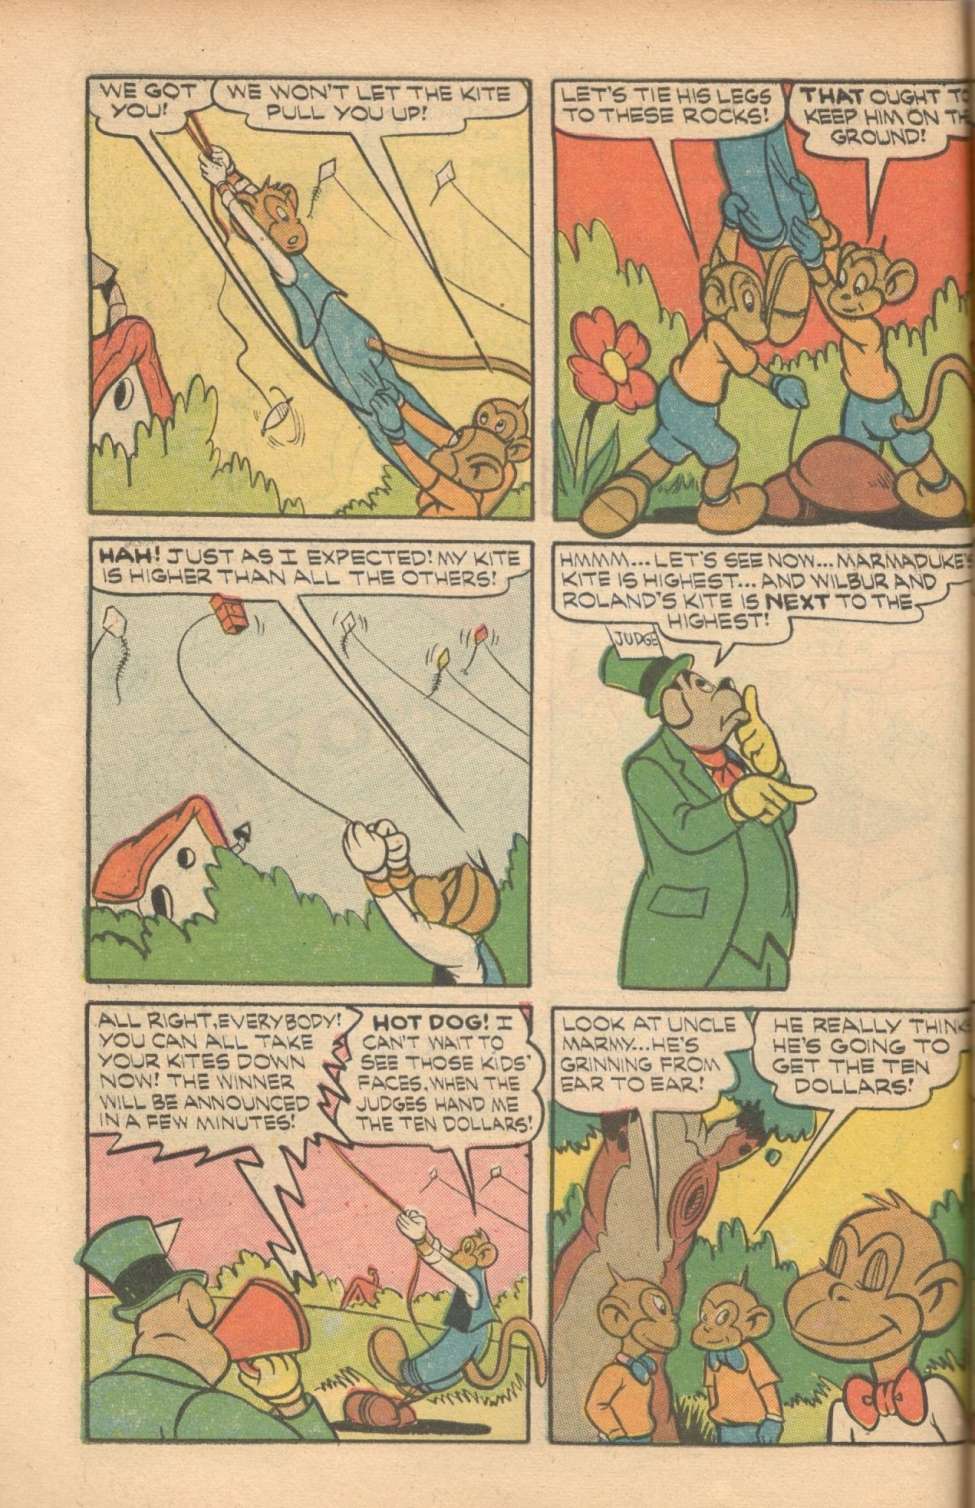 WE GOT
YOU!
WE WON'T LET THE KITE
PULL YOU UP!
LET'S TIE HIS LEGS
TO THESE ROCKS!
THAT OUGHT TO
KEEP HIM ON TH
GROUND!
HAH! JUST AS I EXPECTED! MY KITE
IS HIGHER THAN ALL THE OTHERS!
HMMM... LET'S SEE NOW... MARMADUKE'S
KITE IS HIGHEST... AND WILBUR AND
ROLAND'S KITE IS NEXT TO THE
HIGHEST!
JUDGE
ALL RIGHT, EVERYBODY!
YOU CAN ALL TAKE
YOUR KITES DOWN
NOW! THE WINNER
WILL BE ANNOUNCED
IN A FEW MINUTES!
HOT DOG! I
CAN'T WAIT TO
SEE THOSE KIDS'
FACES, WHEN THE
JUDGES HAND ME
THE TEN DOLLARS!
LOOK AT UNCLE
MARMY... HE'S
GRINNING FROM
EAR TO EAR!
HE REALLY THINK
HE'S GOING TO
GET THE TEN
DOLLARS!